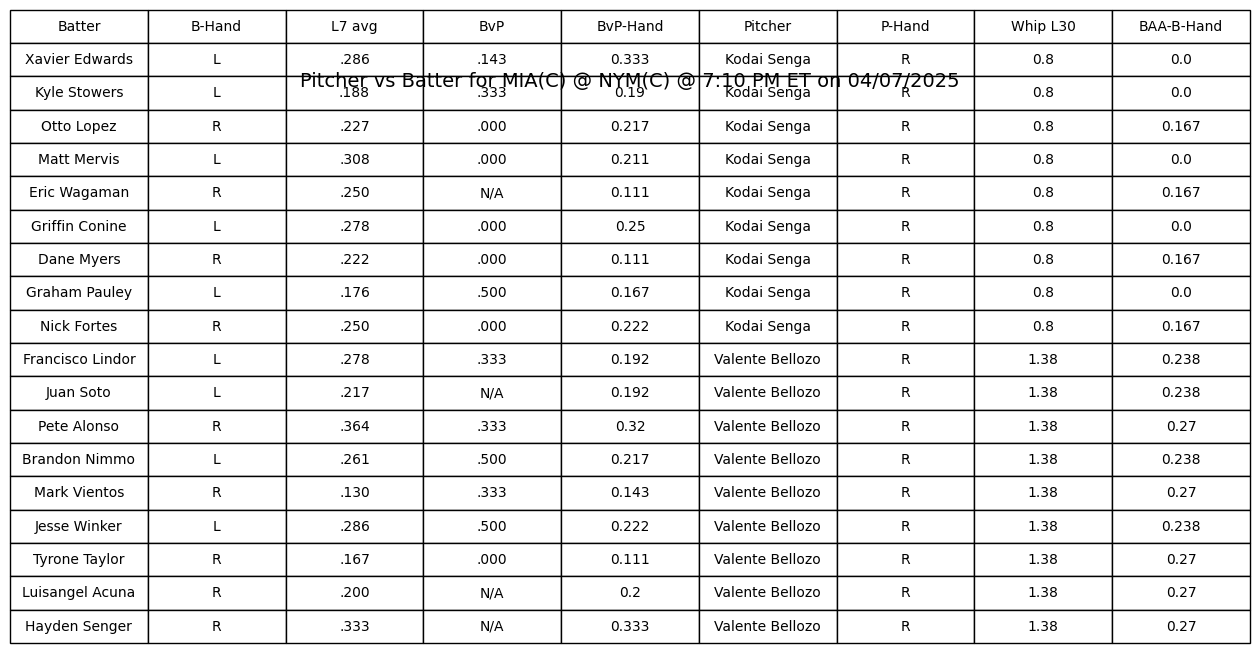 Batter B-Hand L7 avg BvP BvP-Hand Pitcher P-Hand Whip L30 BAA-B-Hand
Xavier Edwards L .286 .143 0.333 Kodai Senga R 0.8 0.0
Pitcher vs Batter for MIA(C) @ NYM(C) @ 7:10 PM ET on 04/07/2025
Kyle Stowers L .188 .333 0.19 Kodai Senga R 0.8 0.0
Otto Lopez R .227 .000 0.217 Kodai Senga R 0.8 0.167
Matt Mervis L .308 .000 0.211 Kodai Senga R 0.8 0.0
Eric Wagaman R .250 N/A 0.111 Kodai Senga R 0.8 0.167
Griffin Conine L .278 .000 0.25 Kodai Senga R 0.8 0.0
Dane Myers R .222 .000 0.111 Kodai Senga R 0.8 0.167
Graham Pauley L .176 .500 0.167 Kodai Senga R 0.8 0.0
Nick Fortes R .250 .000 0.222 Kodai Senga R 0.8 0.167
Francisco Lindor L .278 .333 0.192 Valente Bellozo R 1.38 0.238
Juan Soto L .217 N/A 0.192 Valente Bellozo R 1.38 0.238
Pete Alonso R .364 .333 0.32 Valente Bellozo R 1.38 0.27
Brandon Nimmo L .261 .500 0.217 Valente Bellozo R 1.38 0.238
Mark Vientos R .130 .333 0.143 Valente Bellozo R 1.38 0.27
Jesse Winker L .286 .500 0.222 Valente Bellozo R 1.38 0.238
Tyrone Taylor R .167 .000 0.111 Valente Bellozo R 1.38 0.27
Luisangel Acuna R .200 N/A 0.2 Valente Bellozo R 1.38 0.27
Hayden Senger R .333 N/A 0.333 Valente Bellozo R 1.38 0.27